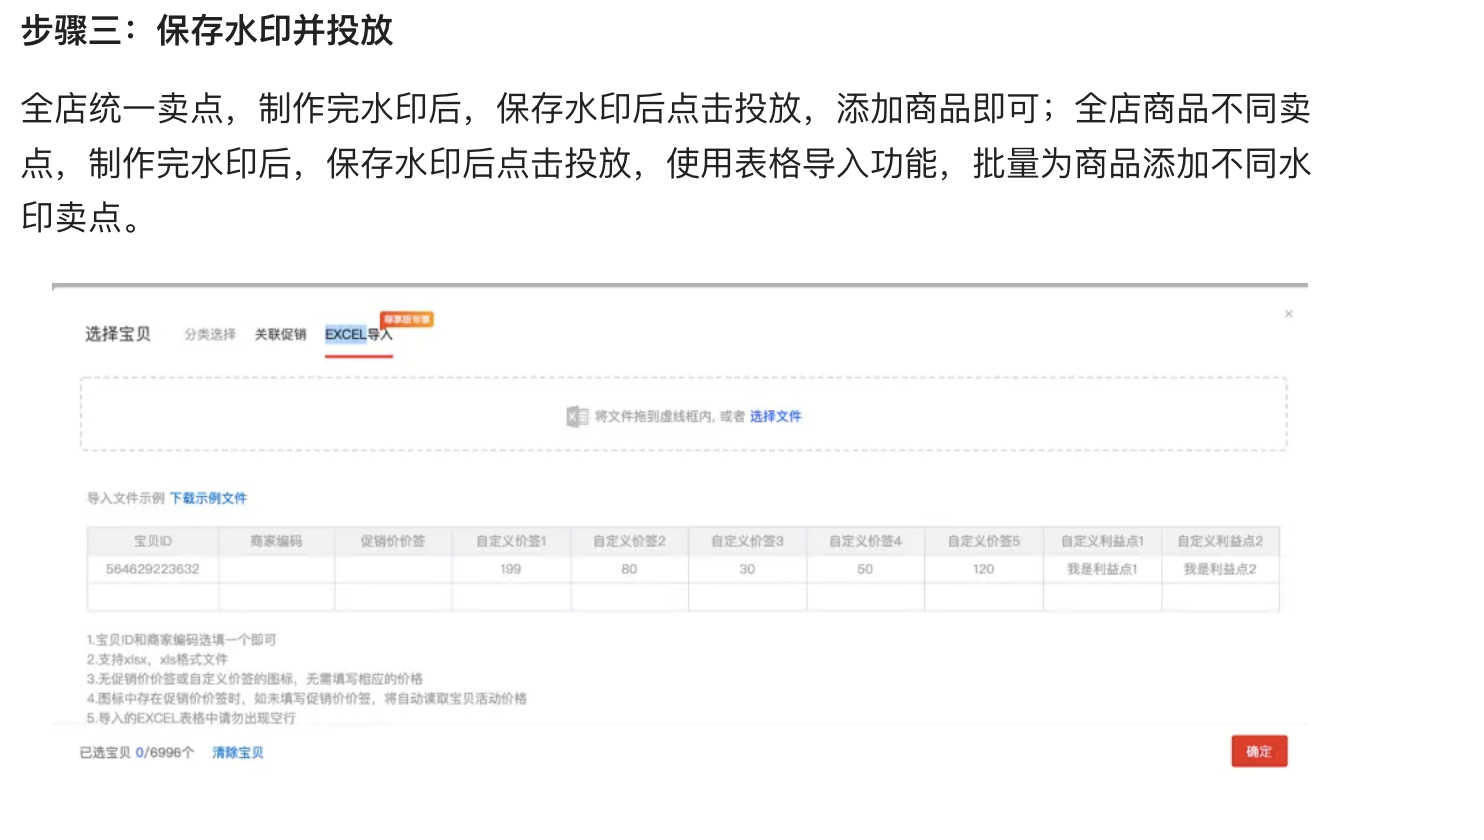 步骤三：保存水印并投放
全店统一卖点，制作完水印后，保存水印后点击投放，添加商品即可；全店商品不同卖
点，制作完水印后，保存水印后点击投放，使用表格导入功能，批量为商品添加不同水
印卖点。
尊享版专享
选择宝贝 分类选择 关联促销 EXCEL导入 ×
将文件拖到虚线框内, 或者 选择文件
导入文件示例 下载示例文件
宝贝ID 商家编码 促销价价签 自定义价签1 自定义价签2 自定义价签3 自定义价签4 自定义价签5 自定义利益点1 自定义利益点2
564629223632 199 80 30 50 120 我是利益点1 我是利益点2
1.宝贝ID和商家编码选填一个即可
2.支持xlsx，xls格式文件
3.无促销价价签或自定义价签的图标，无需填写相应的价格
4.图标中存在促销价价签时，如未填写促销价价签，将自动读取宝贝活动价格
5.导入的EXCEL表格中请勿出现空行
已选宝贝 0/6996个 清除宝贝 确定